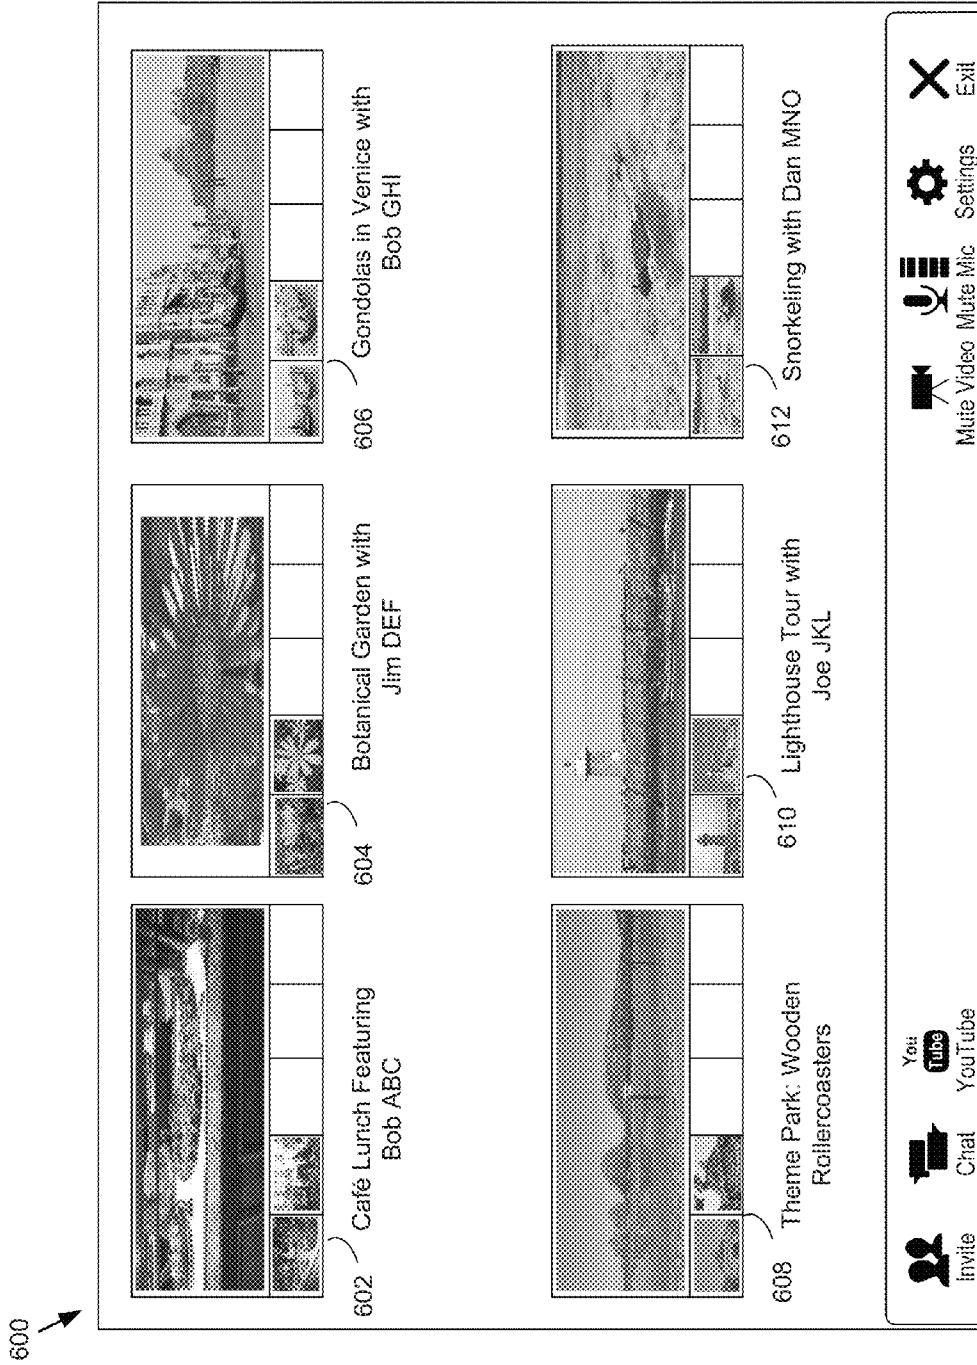 600
602
Café Lunch Featuring
Bob ABC
604
Botanical Garden with
Jim DEF
606
Gondolas in Venice with
Bob GHI
608
Theme Park: Wooden
Rollercoasters
610
Lighthouse Tour with
Joe JKL
612
Snorkeling with Dan MNO
Invite
Chat
You
Tube
YouTube
Mute Video
Mute Mic
Settings
Exit